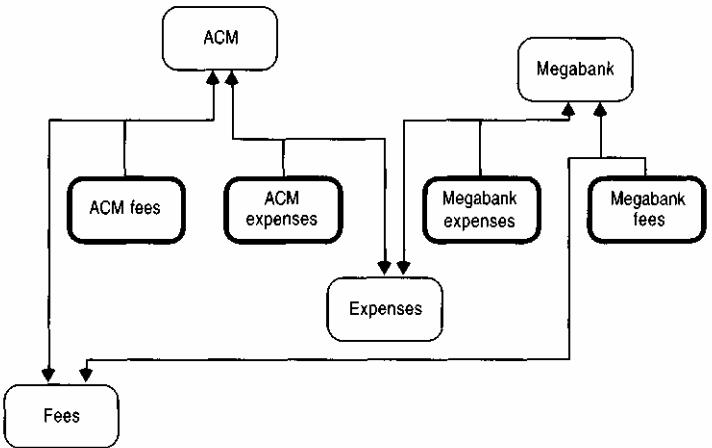 ACM
Megabank
ACM fees
ACM
expenses
Megabank
expenses
Megabank
fees
Expenses
Fees